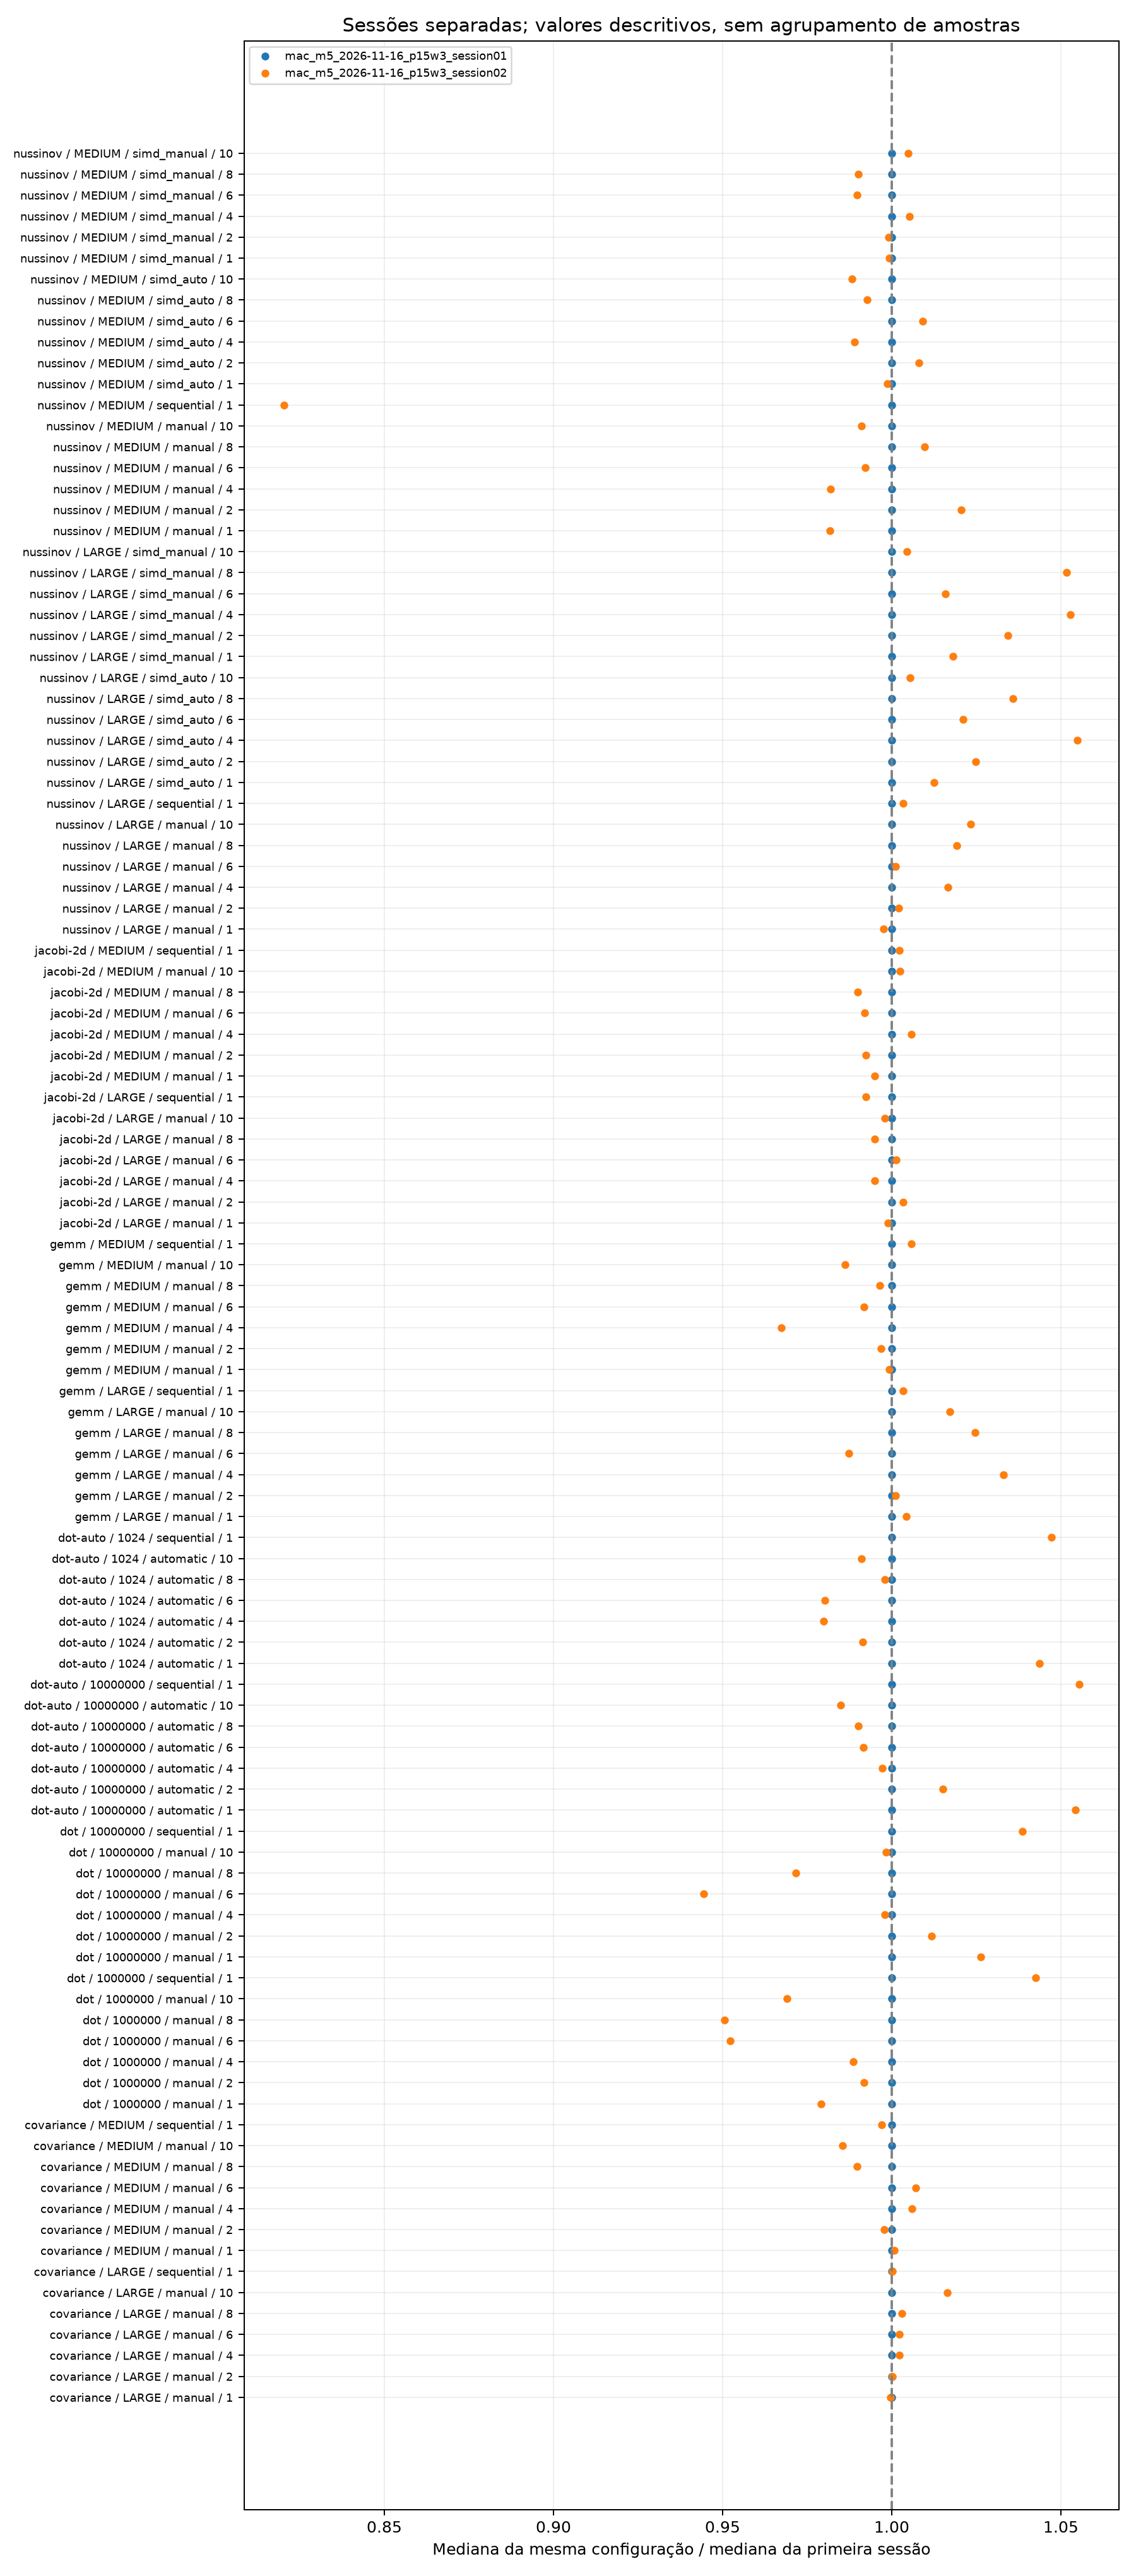 Sessões separadas; valores descritivos, sem agrupamento de amostras
mac_m5_2026-11-16_p15w3_session01
mac_m5_2026-11-16_p15w3_session02
nussinov / MEDIUM / simd_manual / 10
nussinov / MEDIUM / simd_manual / 8
nussinov / MEDIUM / simd_manual / 6
nussinov / MEDIUM / simd_manual / 4
nussinov / MEDIUM / simd_manual / 2
nussinov / MEDIUM / simd_manual / 1
nussinov / MEDIUM / simd_auto / 10
nussinov / MEDIUM / simd_auto / 8
nussinov / MEDIUM / simd_auto / 6
nussinov / MEDIUM / simd_auto / 4
nussinov / MEDIUM / simd_auto / 2
nussinov / MEDIUM / simd_auto / 1
nussinov / MEDIUM / sequential / 1
nussinov / MEDIUM / manual / 10
nussinov / MEDIUM / manual / 8
nussinov / MEDIUM / manual / 6
nussinov / MEDIUM / manual / 4
nussinov / MEDIUM / manual / 2
nussinov / MEDIUM / manual / 1
nussinov / LARGE / simd_manual / 10
nussinov / LARGE / simd_manual / 8
nussinov / LARGE / simd_manual / 6
nussinov / LARGE / simd_manual / 4
nussinov / LARGE / simd_manual / 2
nussinov / LARGE / simd_manual / 1
nussinov / LARGE / simd_auto / 10
nussinov / LARGE / simd_auto / 8
nussinov / LARGE / simd_auto / 6
nussinov / LARGE / simd_auto / 4
nussinov / LARGE / simd_auto / 2
nussinov / LARGE / simd_auto / 1
nussinov / LARGE / sequential / 1
nussinov / LARGE / manual / 10
nussinov / LARGE / manual / 8
nussinov / LARGE / manual / 6
nussinov / LARGE / manual / 4
nussinov / LARGE / manual / 2
nussinov / LARGE / manual / 1
jacobi-2d / MEDIUM / sequential / 1
jacobi-2d / MEDIUM / manual / 10
jacobi-2d / MEDIUM / manual / 8
jacobi-2d / MEDIUM / manual / 6
jacobi-2d / MEDIUM / manual / 4
jacobi-2d / MEDIUM / manual / 2
jacobi-2d / MEDIUM / manual / 1
jacobi-2d / LARGE / sequential / 1
jacobi-2d / LARGE / manual / 10
jacobi-2d / LARGE / manual / 8
jacobi-2d / LARGE / manual / 6
jacobi-2d / LARGE / manual / 4
jacobi-2d / LARGE / manual / 2
jacobi-2d / LARGE / manual / 1
gemm / MEDIUM / sequential / 1
gemm / MEDIUM / manual / 10
gemm / MEDIUM / manual / 8
gemm / MEDIUM / manual / 6
gemm / MEDIUM / manual / 4
gemm / MEDIUM / manual / 2
gemm / MEDIUM / manual / 1
gemm / LARGE / sequential / 1
gemm / LARGE / manual / 10
gemm / LARGE / manual / 8
gemm / LARGE / manual / 6
gemm / LARGE / manual / 4
gemm / LARGE / manual / 2
gemm / LARGE / manual / 1
dot-auto / 1024 / sequential / 1
dot-auto / 1024 / automatic / 10
dot-auto / 1024 / automatic / 8
dot-auto / 1024 / automatic / 6
dot-auto / 1024 / automatic / 4
dot-auto / 1024 / automatic / 2
dot-auto / 1024 / automatic / 1
dot-auto / 10000000 / sequential / 1
dot-auto / 10000000 / automatic / 10
dot-auto / 10000000 / automatic / 8
dot-auto / 10000000 / automatic / 6
dot-auto / 10000000 / automatic / 4
dot-auto / 10000000 / automatic / 2
dot-auto / 10000000 / automatic / 1
dot / 10000000 / sequential / 1
dot / 10000000 / manual / 10
dot / 10000000 / manual / 8
dot / 10000000 / manual / 6
dot / 10000000 / manual / 4
dot / 10000000 / manual / 2
dot / 10000000 / manual / 1
dot / 1000000 / sequential / 1
dot / 1000000 / manual / 10
dot / 1000000 / manual / 8
dot / 1000000 / manual / 6
dot / 1000000 / manual / 4
dot / 1000000 / manual / 2
dot / 1000000 / manual / 1
covariance / MEDIUM / sequential / 1
covariance / MEDIUM / manual / 10
covariance / MEDIUM / manual / 8
covariance / MEDIUM / manual / 6
covariance / MEDIUM / manual / 4
covariance / MEDIUM / manual / 2
covariance / MEDIUM / manual / 1
covariance / LARGE / sequential / 1
covariance / LARGE / manual / 10
covariance / LARGE / manual / 8
covariance / LARGE / manual / 6
covariance / LARGE / manual / 4
covariance / LARGE / manual / 2
covariance / LARGE / manual / 1
0.85 0.90 0.95 1.00 1.05
Mediana da mesma configuração / mediana da primeira sessão